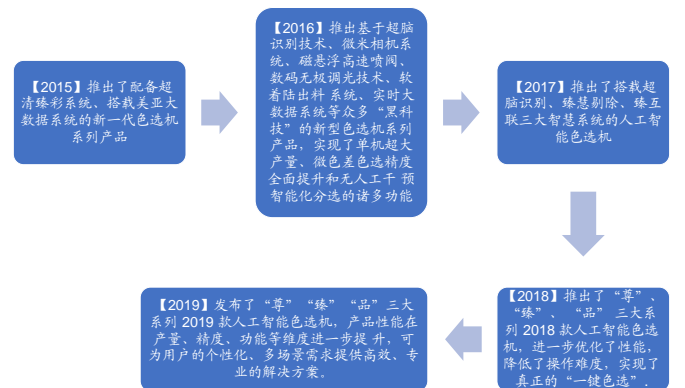 【2015】推出了配备超
清臻彩系统、搭载美亚大
数据系统的新一代色选机
系列产品
【2016】推出基于超脑
识别技术、微米相机系
统、磁悬浮高速喷阀、
数码无极调光技术、软
着陆出料 系统、实时大
数据系统等众多 “黑科
技” 的新型色选机系列
产品，实现了单机超大
产量、微色差色选精度
全面提升和无人工干 预
智能化分选的诸多功能
【2017】推出了搭载超
脑识别、臻慧剔除、臻互
联三大智慧系统的人工智
能色选机
【2018】推出了 “尊” 、
“臻” 、 “品” 三大系
列 2018 款人工智能色选
机，进一步优化了性能，
降低了操作难度，实现了
真正的 “一键色选” .
【2019】发布了 “尊” “臻” “品” 三大
系列 2019 款人工智能色选机，产品性能在
产量、精度、功能等维度进一步提 升，可
为用户的个性化、多场景需求提供高效、专
业的解决方案。